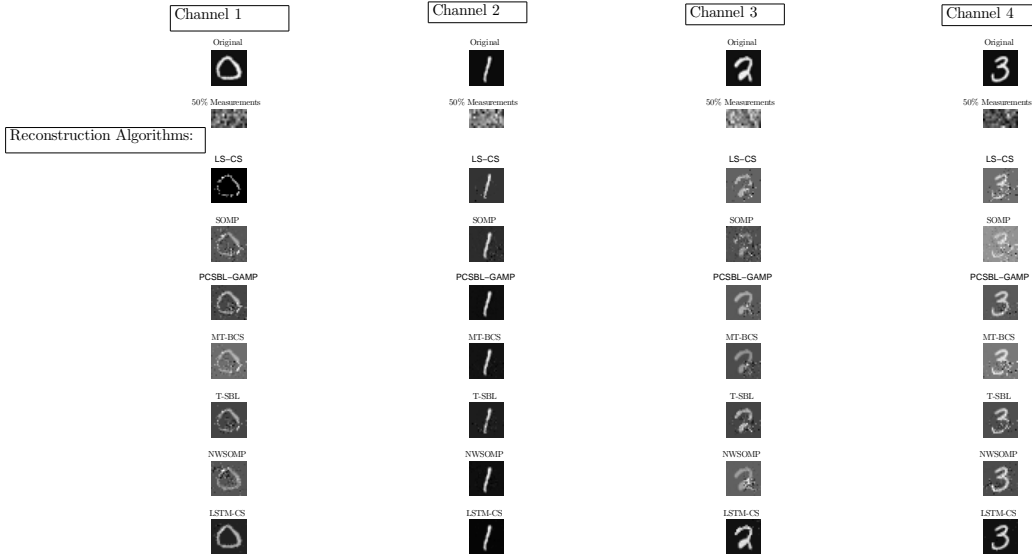 Channel 1
Channel 2
Channel 3
Channel 4
Original
Original
Original
Original
50% Measurements
50% Measurements
50% Measurements
50% Measurements
Reconstruction Algorithms:
LS-CS
LS-CS
LS-CS
LS-CS
SOMP
SOMP
SOMP
SOMP
PCSBL-GAMP
PCSBL-GAMP
PCSBL-GAMP
PCSBL-GAMP
MT-BCS
MT-BCS
MT-BCS
MT-BCS
T-SBL
T-SBL
T-SBL
T-SBL
NWSOMP
NWSOMP
NWSOMP
NWSOMP
LSTM-CS
LSTM-CS
LSTM-CS
LSTM-CS